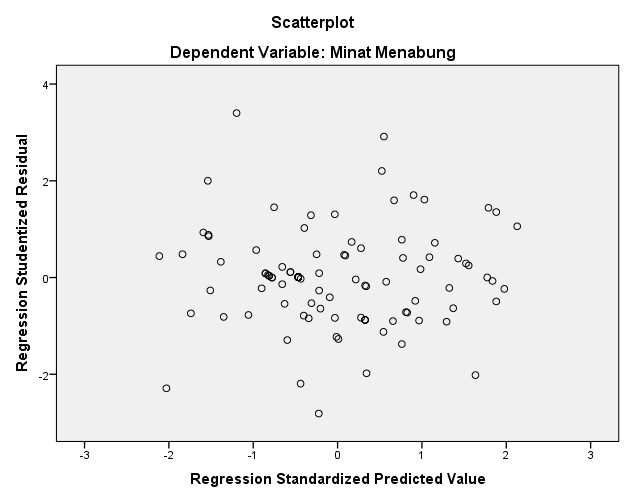 Scatterplot
Dependent Variable: Minat Menabung
Regression Studentized Residual
4
2
0
-2
-3
-2
-1
0
1
2
3
Regression Standardized Predicted Value